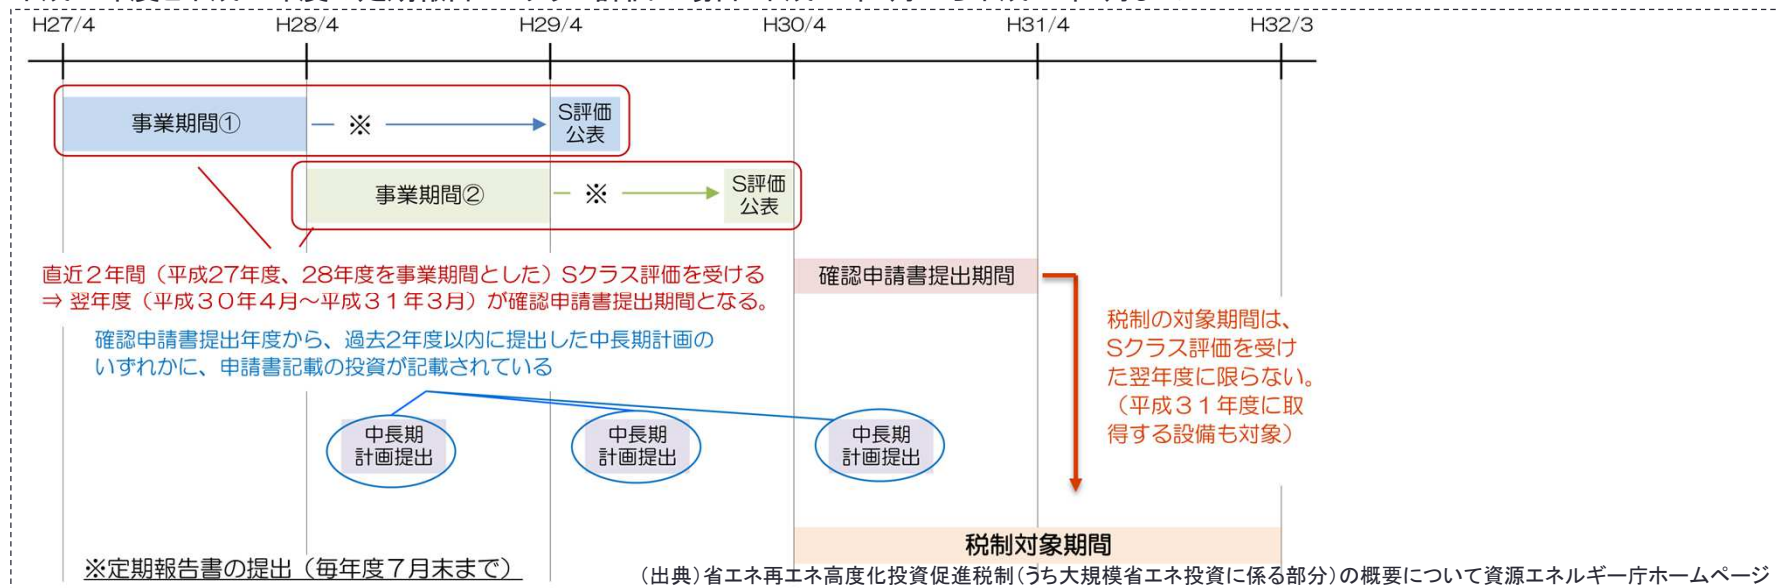 H27/4 H28/4 H29/4 H30/4 H31/4 H32/3
事業期間① ※ S評価
公表
事業期間② ※ S評価
公表
直近2年間（平成27年度、28年度を事業期間とした）Sクラス評価を受ける
⇒ 翌年度（平成30年4月～平成31年3月）が確認申請書提出期間となる。
確認申請書提出期間
確認申請書提出年度から、過去2年度以内に提出した中長期計画の
いずれかに、申請書記載の投資が記載されている
税制の対象期間は、
Sクラス評価を受け
た翌年度に限らない。
（平成31年度に取
得する設備も対象）
中長期
計画提出
中長期
計画提出
中長期
計画提出
税制対象期間
※定期報告書の提出（毎年度7月末まで）
（出典）省エネ再エネ高度化投資促進税制（うち大規模省エネ投資に係る部分）の概要について資源エネルギー庁ホームページ